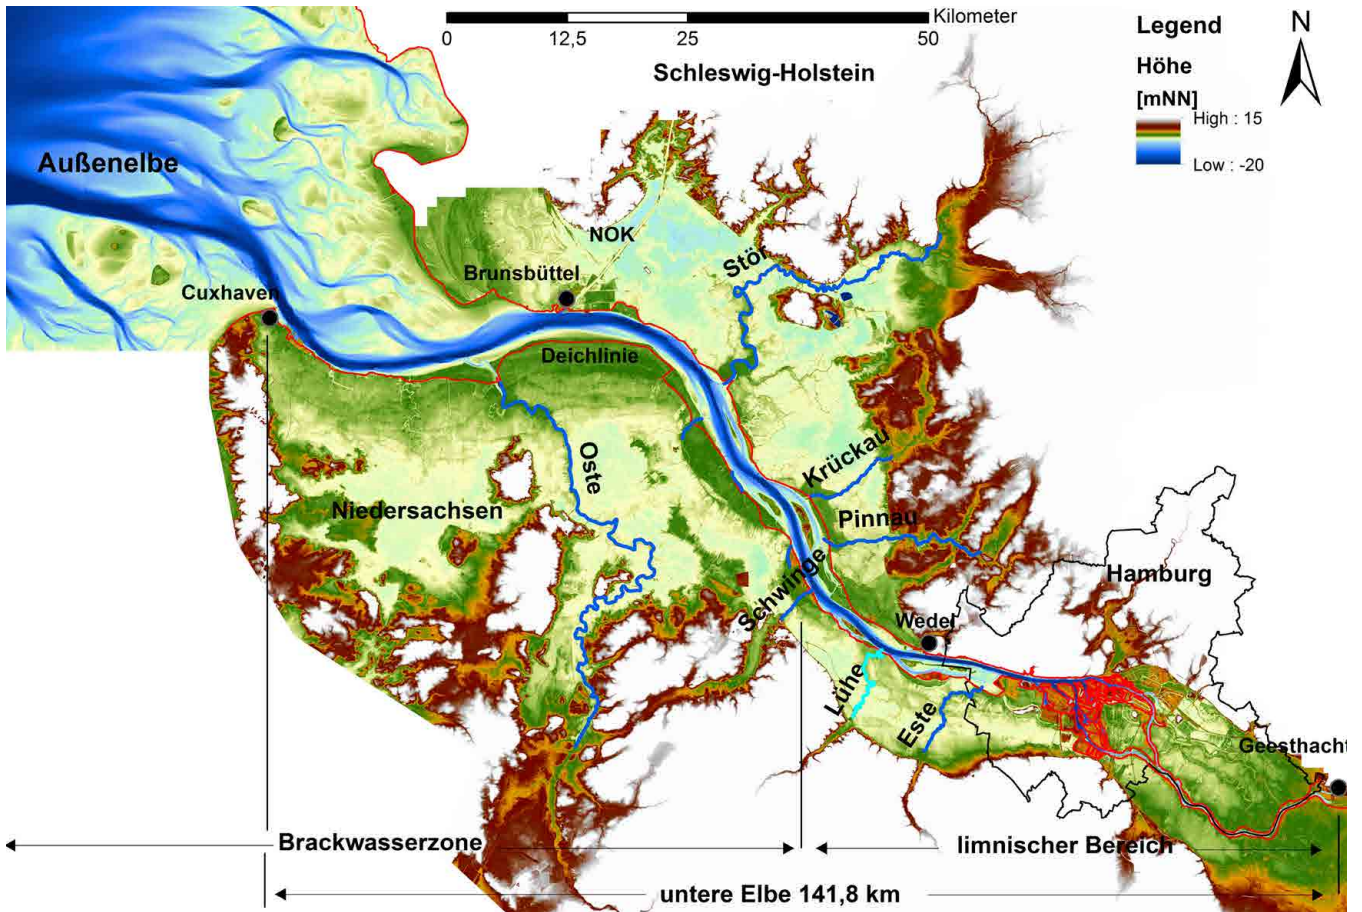 Kilometer
0 12,5 25 50
Schleswig-Holstein
Legend
Höhe
[mNN]
High : 15
Low : -20
N
Außenelbe
NOK
Stör
Brunsbüttel
Cuxhaven
Deichlinie
Oste
Krückau
Niedersachsen
Pinnau
Schwinge
Hamburg
Wedel
Lühe
Este
Geesthacht
Brackwasserzone
limnischer Bereich
untere Elbe 141,8 km